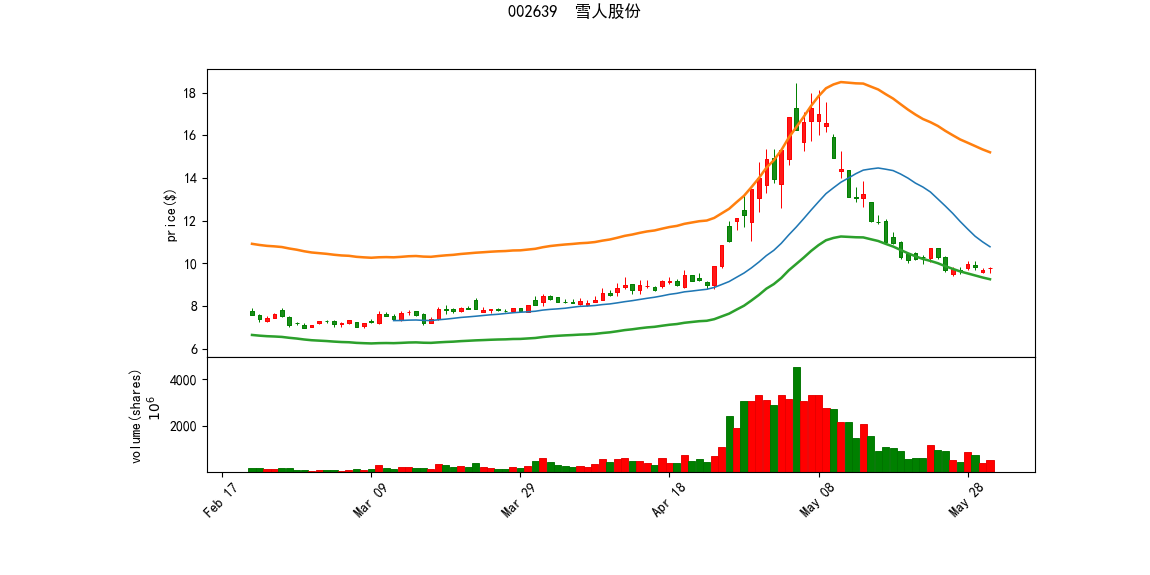 002639  雪人股份
price($)
18
16
14
12
10
8
6
volume(shares)
10^6
4000
2000
Feb 17
Mar 09
Mar 29
Apr 18
May 08
May 28